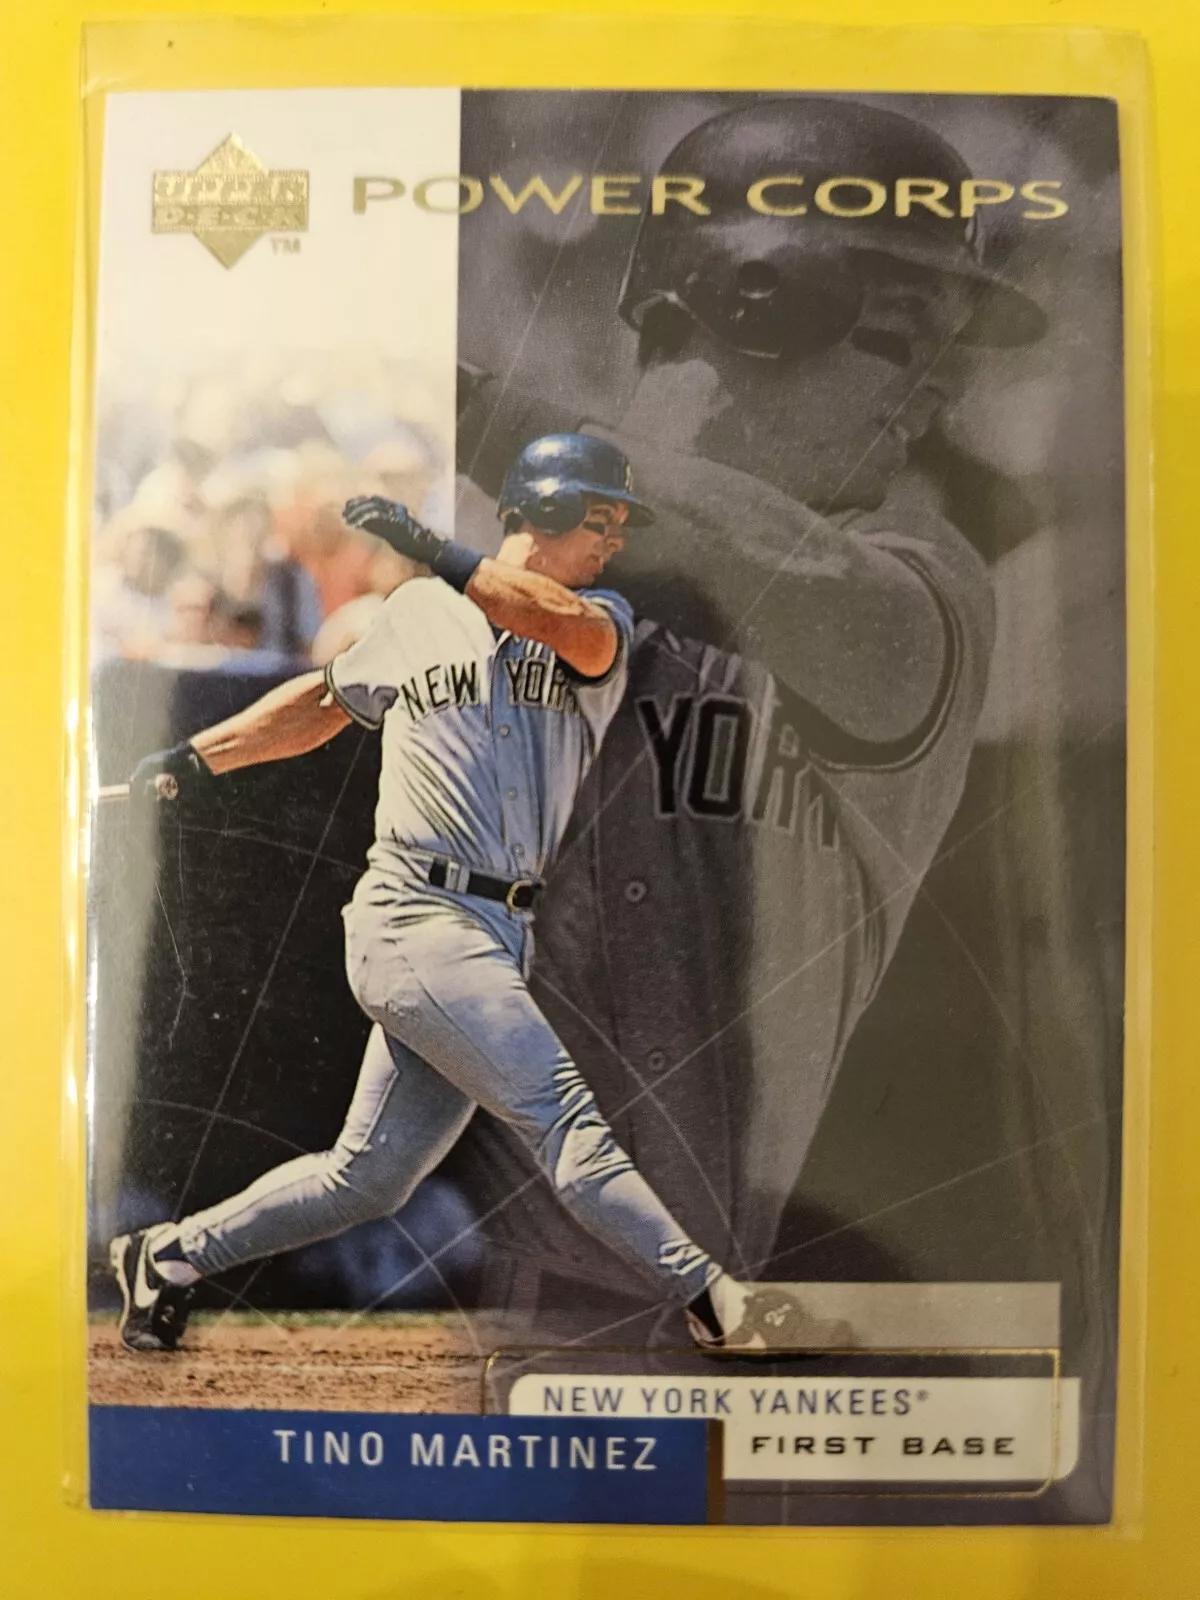 UPPER
DECK
TM
POWER CORPS
NEW YORK
YORK
NEW YORK YANKEES®
TINO MARTINEZ
FIRST BASE